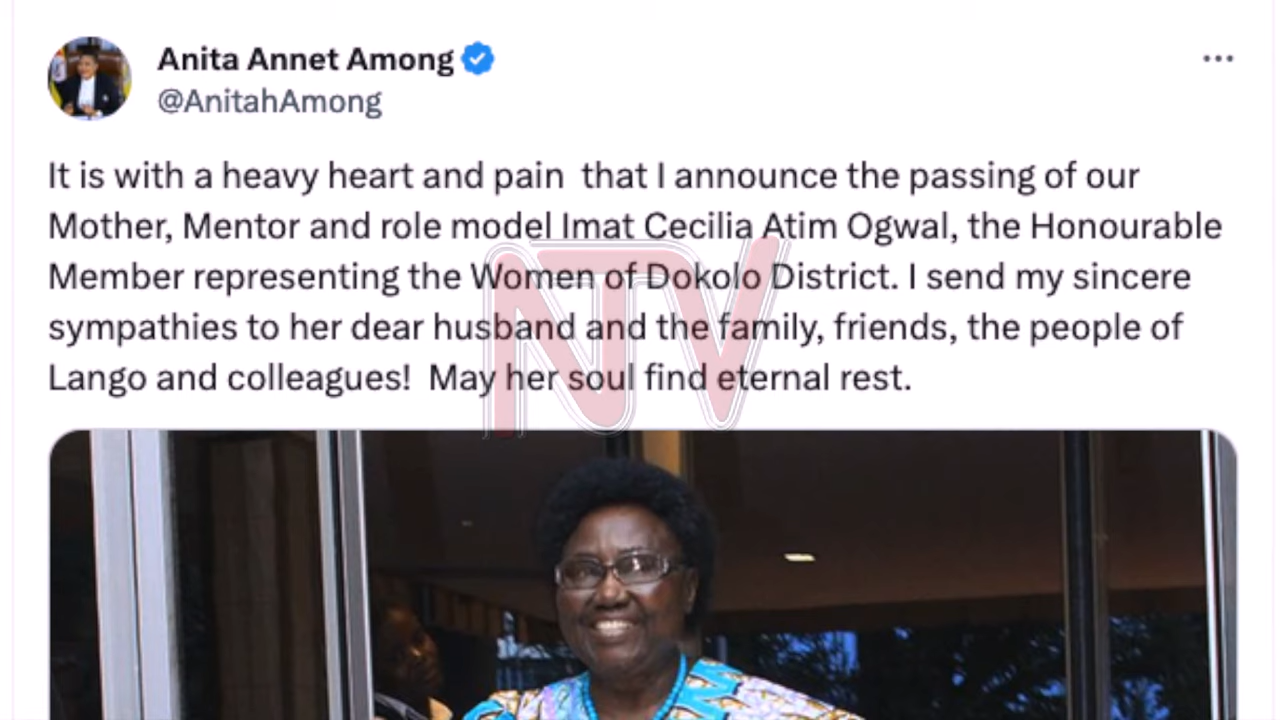 Anita Annet Among
@AnitahAmong
It is with a heavy heart and pain  that I announce the passing of our
Mother, Mentor and role model Imat Cecilia Atim Ogwal, the Honourable
Member representing the Women of Dokolo District. I send my sincere
sympathies to her dear husband and the family, friends, the people of
Lango and colleagues!  May her soul find eternal rest.
NTV